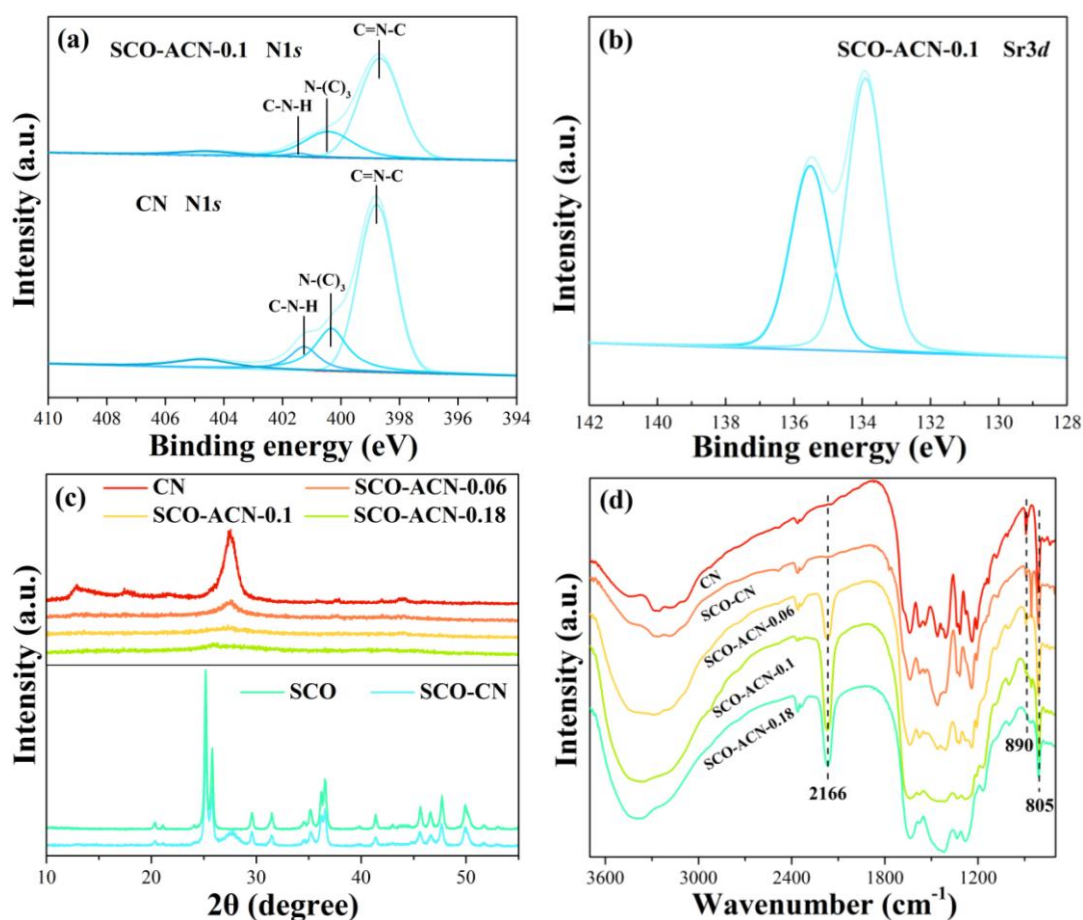 (a)
SCO-ACN-0.1 N1s
C=N-C
N-(C)₃
C-N-H
CN N1s
C=N-C
N-(C)₃
C-N-H
Intensity (a.u.)
410 408 406 404 402 400 398 396 394
Binding energy (eV)
(b)
SCO-ACN-0.1 Sr3d
Intensity (a.u.)
142 140 138 136 134 132 130 128
Binding energy (eV)
(c)
CN SCO-ACN-0.06
SCO-ACN-0.1 SCO-ACN-0.18
SCO SCO-CN
Intensity (a.u.)
10 20 30 40 50
2θ (degree)
(d)
CN
SCO-CN
SCO-ACN-0.06
SCO-ACN-0.1
SCO-ACN-0.18
2166
890
805
Intensity (a.u.)
3600 3000 2400 1800 1200
Wavenumber (cm⁻¹)